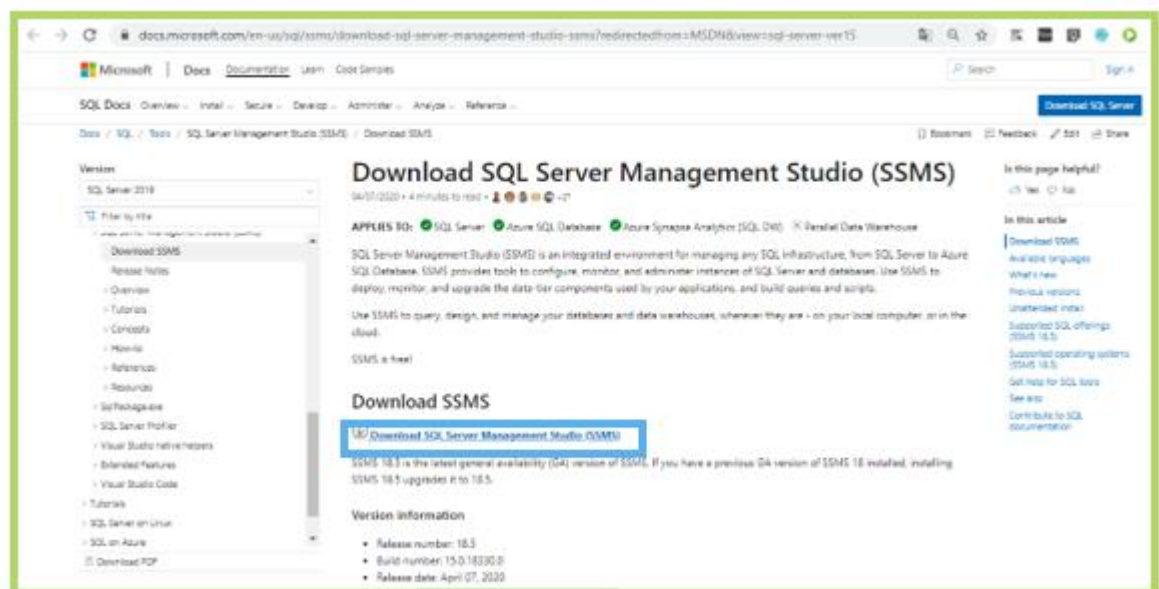 docs.microsoft.com/en-us/sql/ssms/download-sql-server-management-studio-ssms?redirectedfrom=MSDN&view=sql-server-ver15
Microsoft | Docs Documentation Learn Code Samples
Search
Sign in
SQL Docs Overview Install Secure Develop Administer Analyze Reference
Download SQL Server
Docs / SQL / Tools / SQL Server Management Studio (SSMS) / Download SSMS
Bookmark Feedback Edit Share
Version
SQL Server 2019
Filter by title
SQL Server Management Studio (SSMS)
Download SSMS
Release Notes
Overview
Tutorials
Concepts
How-to
References
Resources
SqlPackage.exe
SQL Server Profiler
Visual Studio native helpers
Extended Features
Visual Studio Code
Tutorials
SQL Server on Linux
SQL on Azure
Download PDF
Download SQL Server Management Studio (SSMS)
04/07/2020 • 4 minutes to read •
APPLIES TO: SQL Server Azure SQL Database Azure Synapse Analytics (SQL DW) Parallel Data Warehouse
SQL Server Management Studio (SSMS) is an integrated environment for managing any SQL infrastructure, from SQL Server to Azure
SQL Database. SSMS provides tools to configure, monitor, and administer instances of SQL Server and databases. Use SSMS to
deploy, monitor, and upgrade the data-tier components used by your applications, and build queries and scripts.
Use SSMS to query, design, and manage your databases and data warehouses, wherever they are - on your local computer, or in the
cloud.
SSMS is free!
Download SSMS
Download SQL Server Management Studio (SSMS)
SSMS 18.5 is the latest general availability (GA) version of SSMS. If you have a previous GA version of SSMS 18 installed, installing
SSMS 18.5 upgrades it to 18.5.
Version information
• Release number: 18.5
• Build number: 15.0.18330.0
• Release date: April 07, 2020
Is this page helpful?
Yes No
In this article
Download SSMS
Available languages
What's new
Previous versions
Unattended install
Supported SQL offerings
(SSMS 18.5)
Supported operating systems
(SSMS 18.5)
Get help for SQL tools
See also
Contribute to SQL
documentation